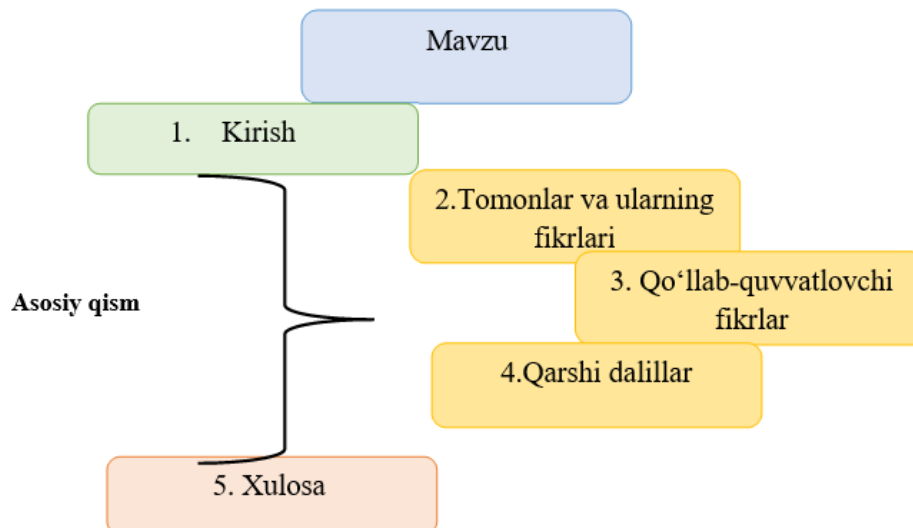 Mavzu
1. Kirish
2.Tomonlar va ularning
fikrlari
3. Qo‘llab-quvvatlovchi
fikrlar
Asosiy qism
4.Qarshi dalillar
5. Xulosa